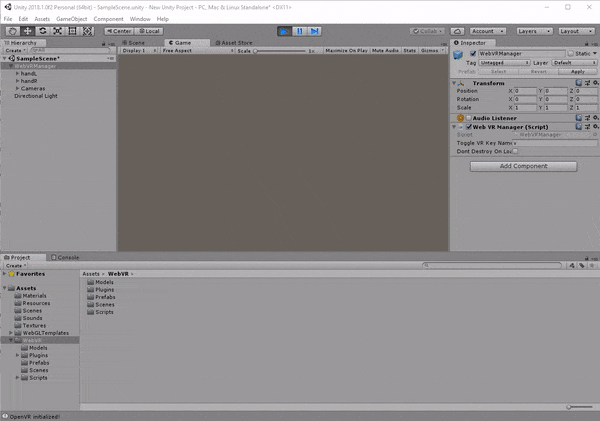 Unity 2018.1.0f2 Personal (64bit) - SampleScene.unity - New Unity Project - PC, Mac & Linux Standalone* <DX11>
File Edit Assets GameObject Component Window Help
Center Local Collab Account Layers Layout
Hierarchy
Create
SampleScene*
WebVRManager
handL
handR
Cameras
Directional Light
Scene Game Asset Store
Display 1 Free Aspect Scale 1x Maximize On Play Mute Audio Stats Gizmos
Inspector
WebVRManager Static
Tag Untagged Layer Default
Prefab Select Revert Apply
Transform
Position X 0 Y 0 Z 0
Rotation X 0 Y 0 Z 0
Scale X 1 Y 1 Z 1
Audio Listener
Web VR Manager (Script)
Script WebVRManager
Toggle VR Key Name
Dont Destroy On Loa
Add Component
Project Console
Create
Favorites
Assets
Materials
Resources
Scenes
Sounds
Textures
WebGLTemplates
WebVR
Models
Plugins
Prefabs
Scenes
Scripts
Assets WebVR
Models
Plugins
Prefabs
Scenes
Scripts
OpenVR initialized!